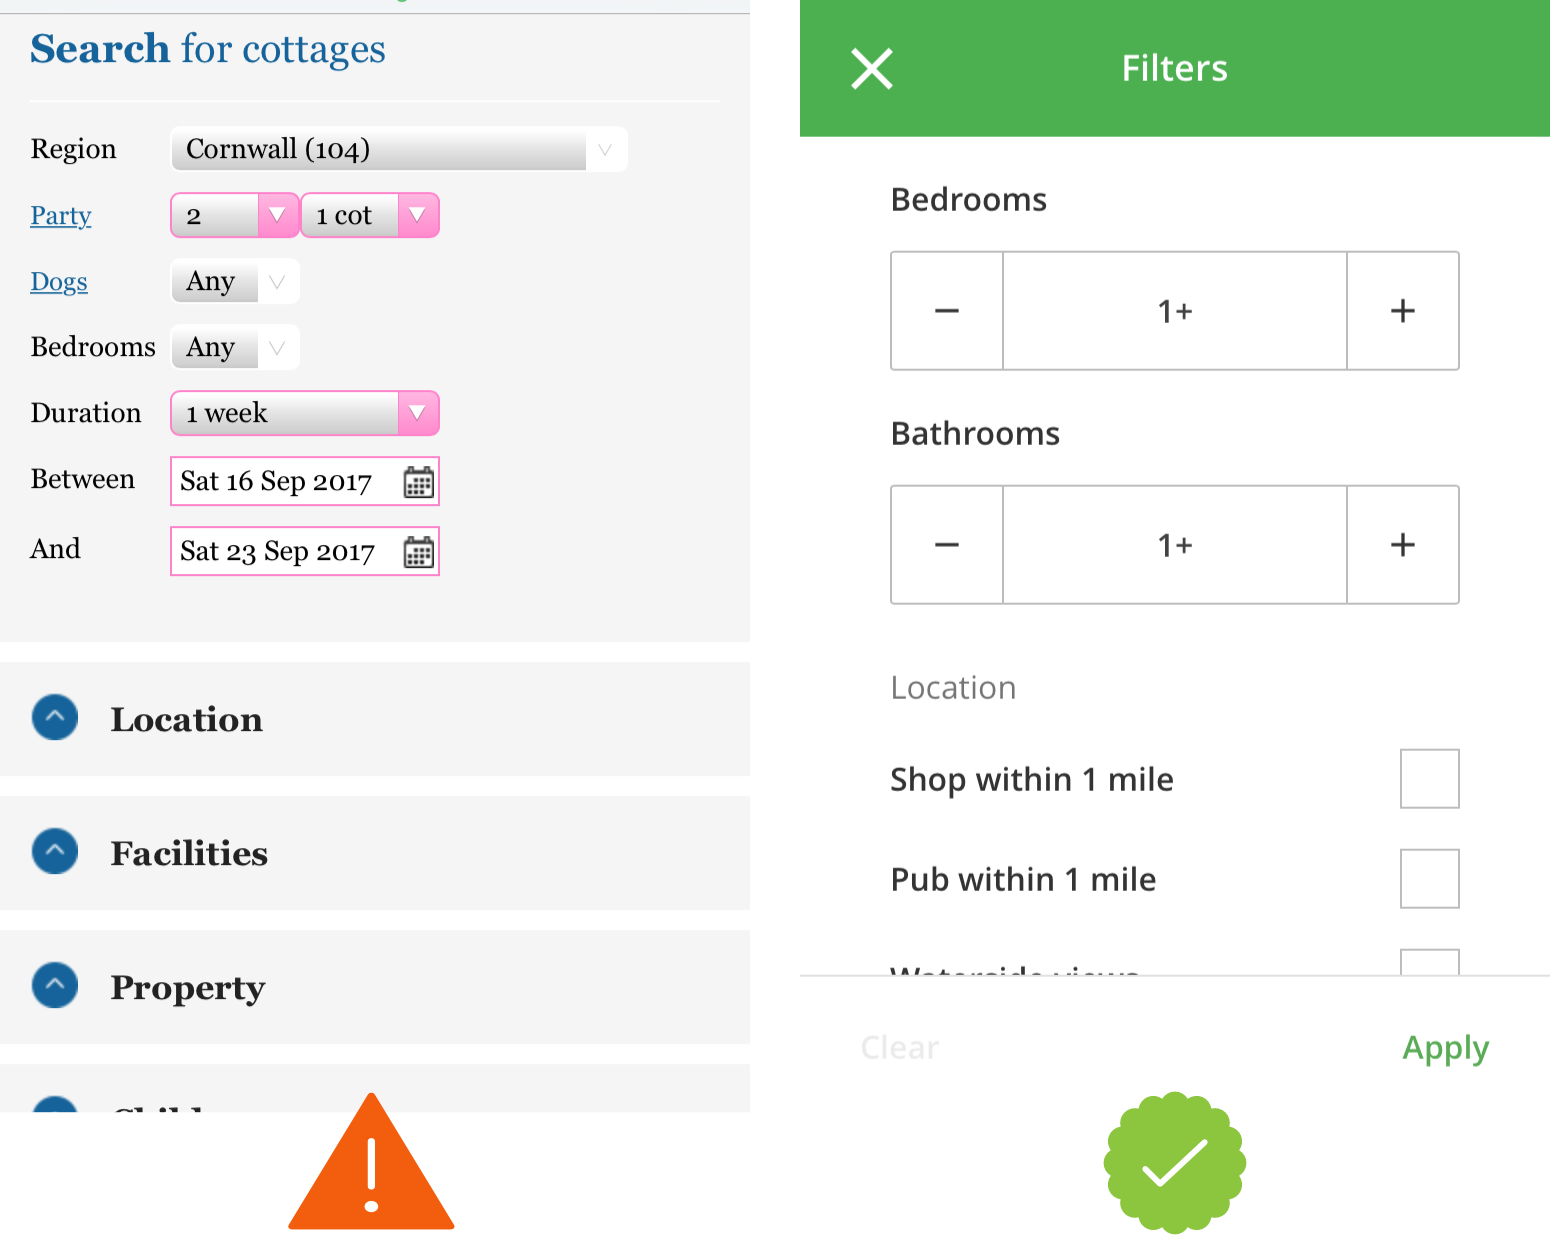 Search for cottages
Region Cornwall (104)
Party 2 1 cot
Dogs Any
Bedrooms Any
Duration 1 week
Between Sat 16 Sep 2017
And Sat 23 Sep 2017
Location
Facilities
Property
Filters
Bedrooms
− 1+ +
Bathrooms
− 1+ +
Location
Shop within 1 mile
Pub within 1 mile
Waterside views
Clear Apply